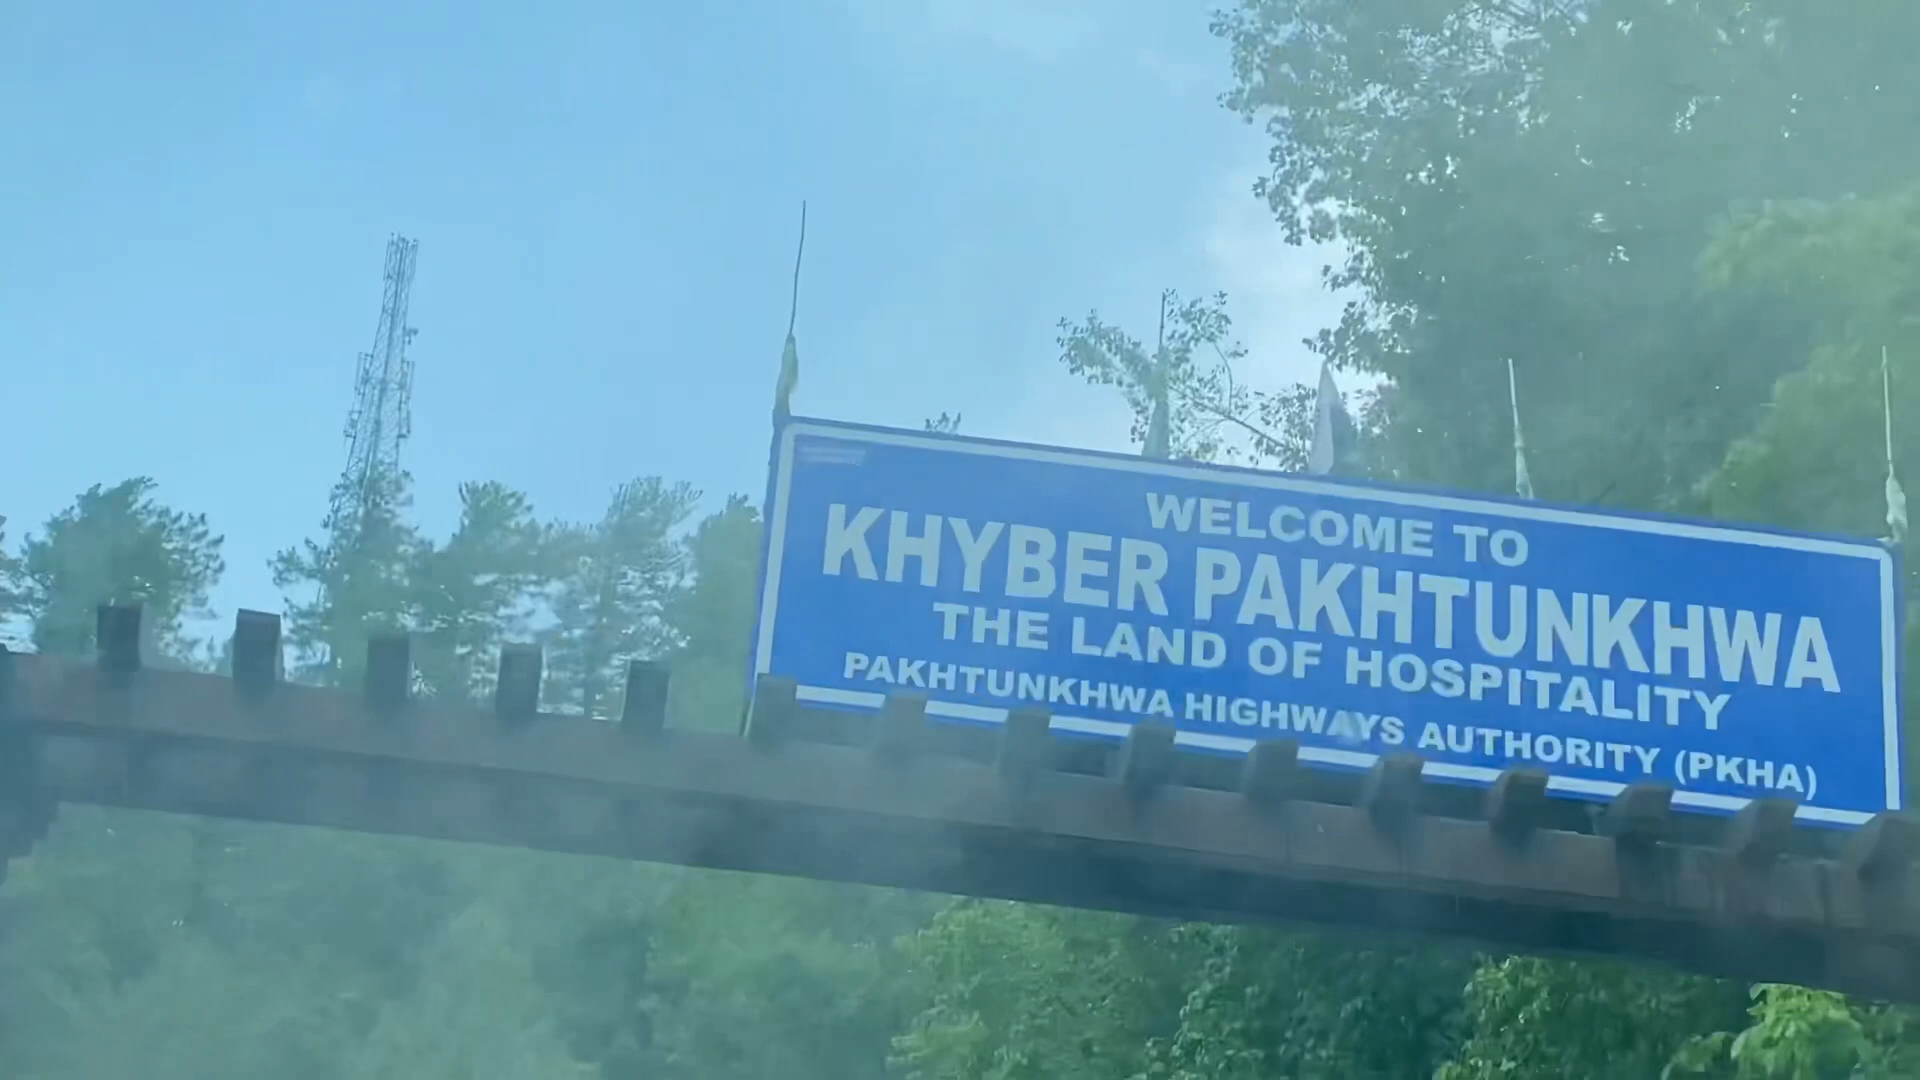 WELCOME TO
KHYBER PAKHTUNKHWA
THE LAND OF HOSPITALITY
PAKHTUNKHWA HIGHWAYS AUTHORITY (PKHA)